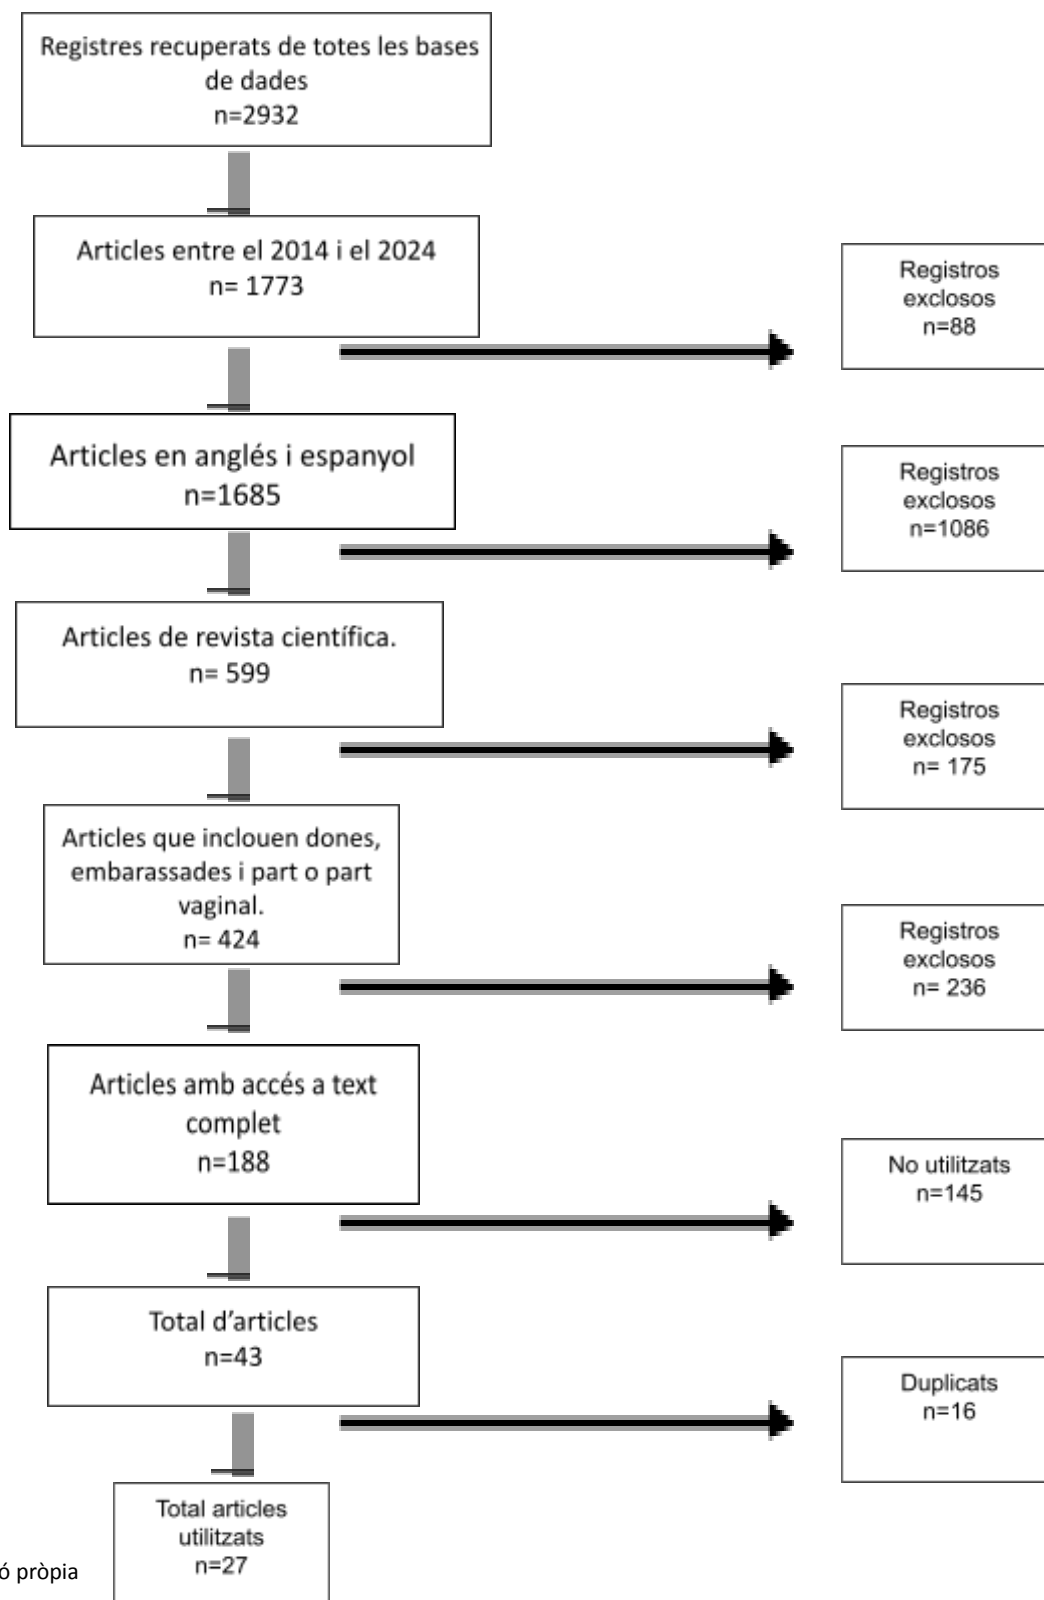 Registres recuperats de totes les bases
de dades
n=2932
Articles entre el 2014 i el 2024
n= 1773
Registros
exclosos
n=88
Articles en anglés i espanyol
n=1685
Registros
exclosos
n=1086
Articles de revista científica.
n= 599
Registros
exclosos
n= 175
Articles que inclouen dones,
embarassades i part o part
vaginal.
n= 424
Registros
exclosos
n= 236
Articles amb accés a text
complet
n=188
No utilitzats
n=145
Total d’articles
n=43
Duplicats
n=16
Total articles
utilitzats
n=27
ó pròpia